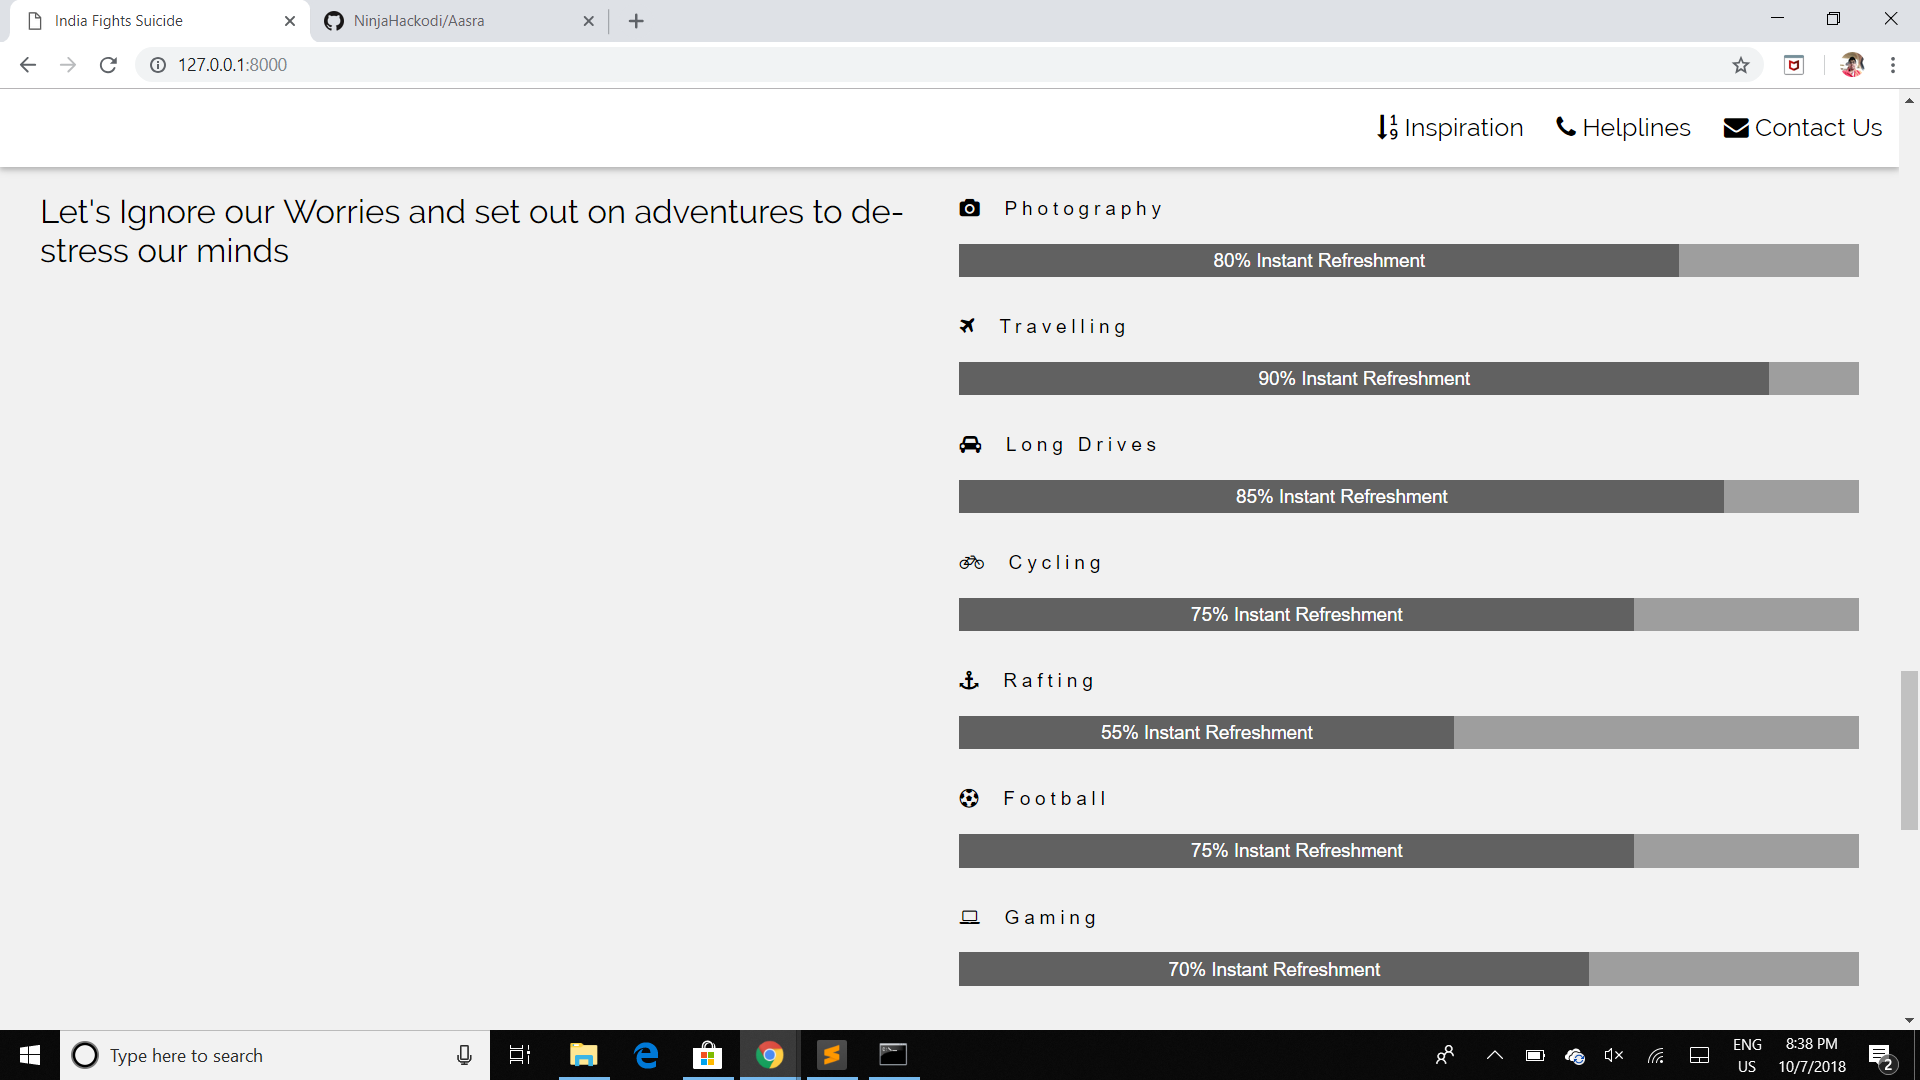 India Fights Suicide
NinjaHackodi/Aasra
127.0.0.1:8000
Inspiration
Helplines
Contact Us
Let's Ignore our Worries and set out on adventures to de-
stress our minds
Photography
80% Instant Refreshment
Travelling
90% Instant Refreshment
Long Drives
85% Instant Refreshment
Cycling
75% Instant Refreshment
Rafting
55% Instant Refreshment
Football
75% Instant Refreshment
Gaming
70% Instant Refreshment
Type here to search
ENG
US
8:38 PM
10/7/2018
2